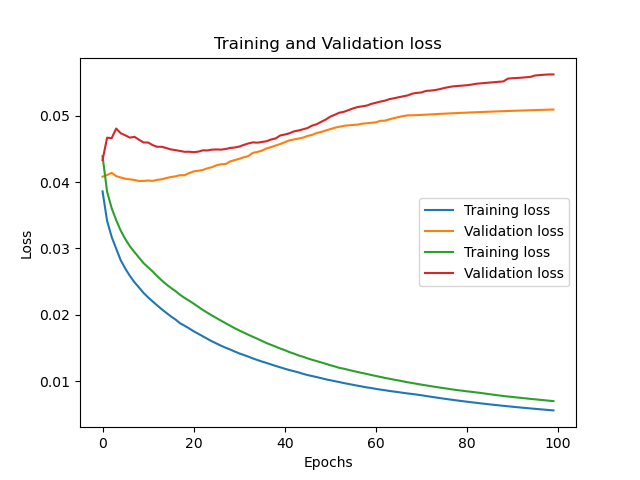 Training and Validation loss
Loss
0.05
0.04
0.03
0.02
0.01
Training loss
Validation loss
Training loss
Validation loss
0 20 40 60 80 100
Epochs